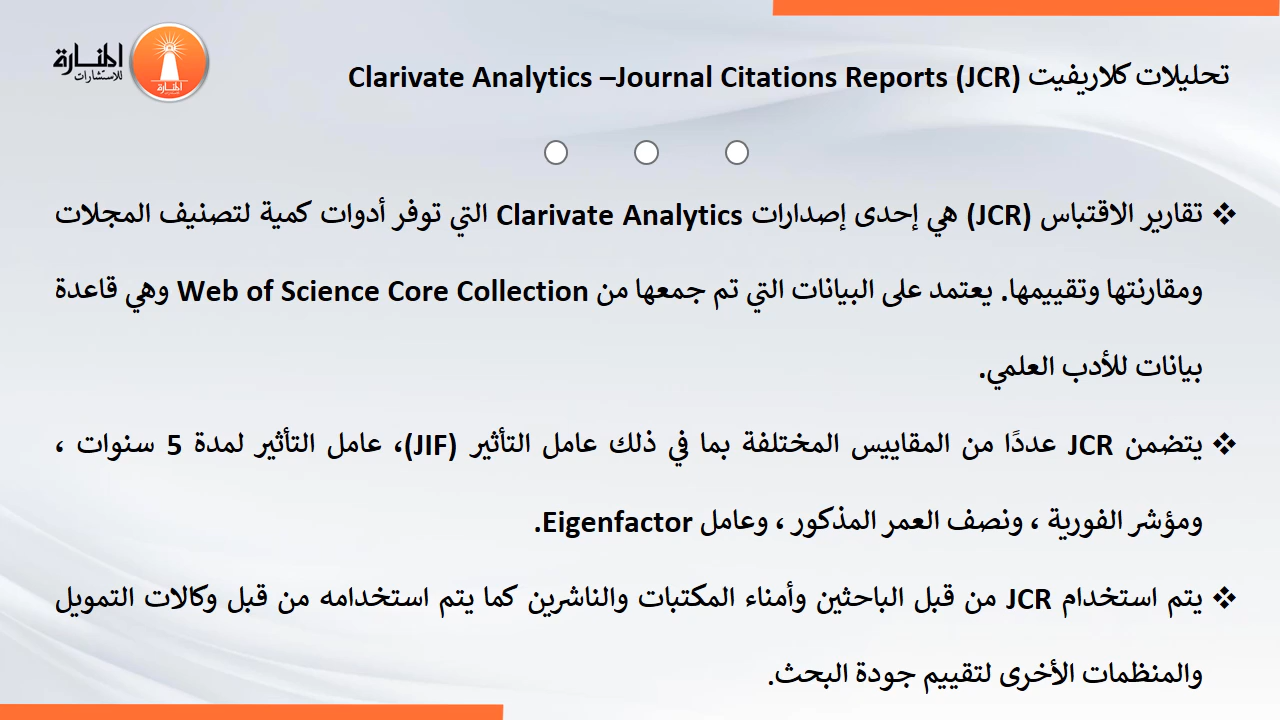 المنارة
للاستشارات
المنارة
تحليلات كلاريفيت Clarivate Analytics –Journal Citations Reports (JCR)
❖ تقارير الاقتباس (JCR) هي إحدى إصدارات Clarivate Analytics التي توفر أدوات كمية لتصنيف المجلات
ومقارنتها وتقييمها. يعتمد على البيانات التي تم جمعها من Web of Science Core Collection وهي قاعدة
بيانات للأدب العلمي.
❖ يتضمن JCR عددًا من المقاييس المختلفة بما في ذلك عامل التأثير (JIF)، عامل التأثير لمدة 5 سنوات ،
ومؤشر الفورية ، ونصف العمر المذكور ، وعامل Eigenfactor.
❖ يتم استخدام JCR من قبل الباحثين وأمناء المكتبات والناشرين كما يتم استخدامه من قبل وكالات التمويل
والمنظمات الأخرى لتقييم جودة البحث.